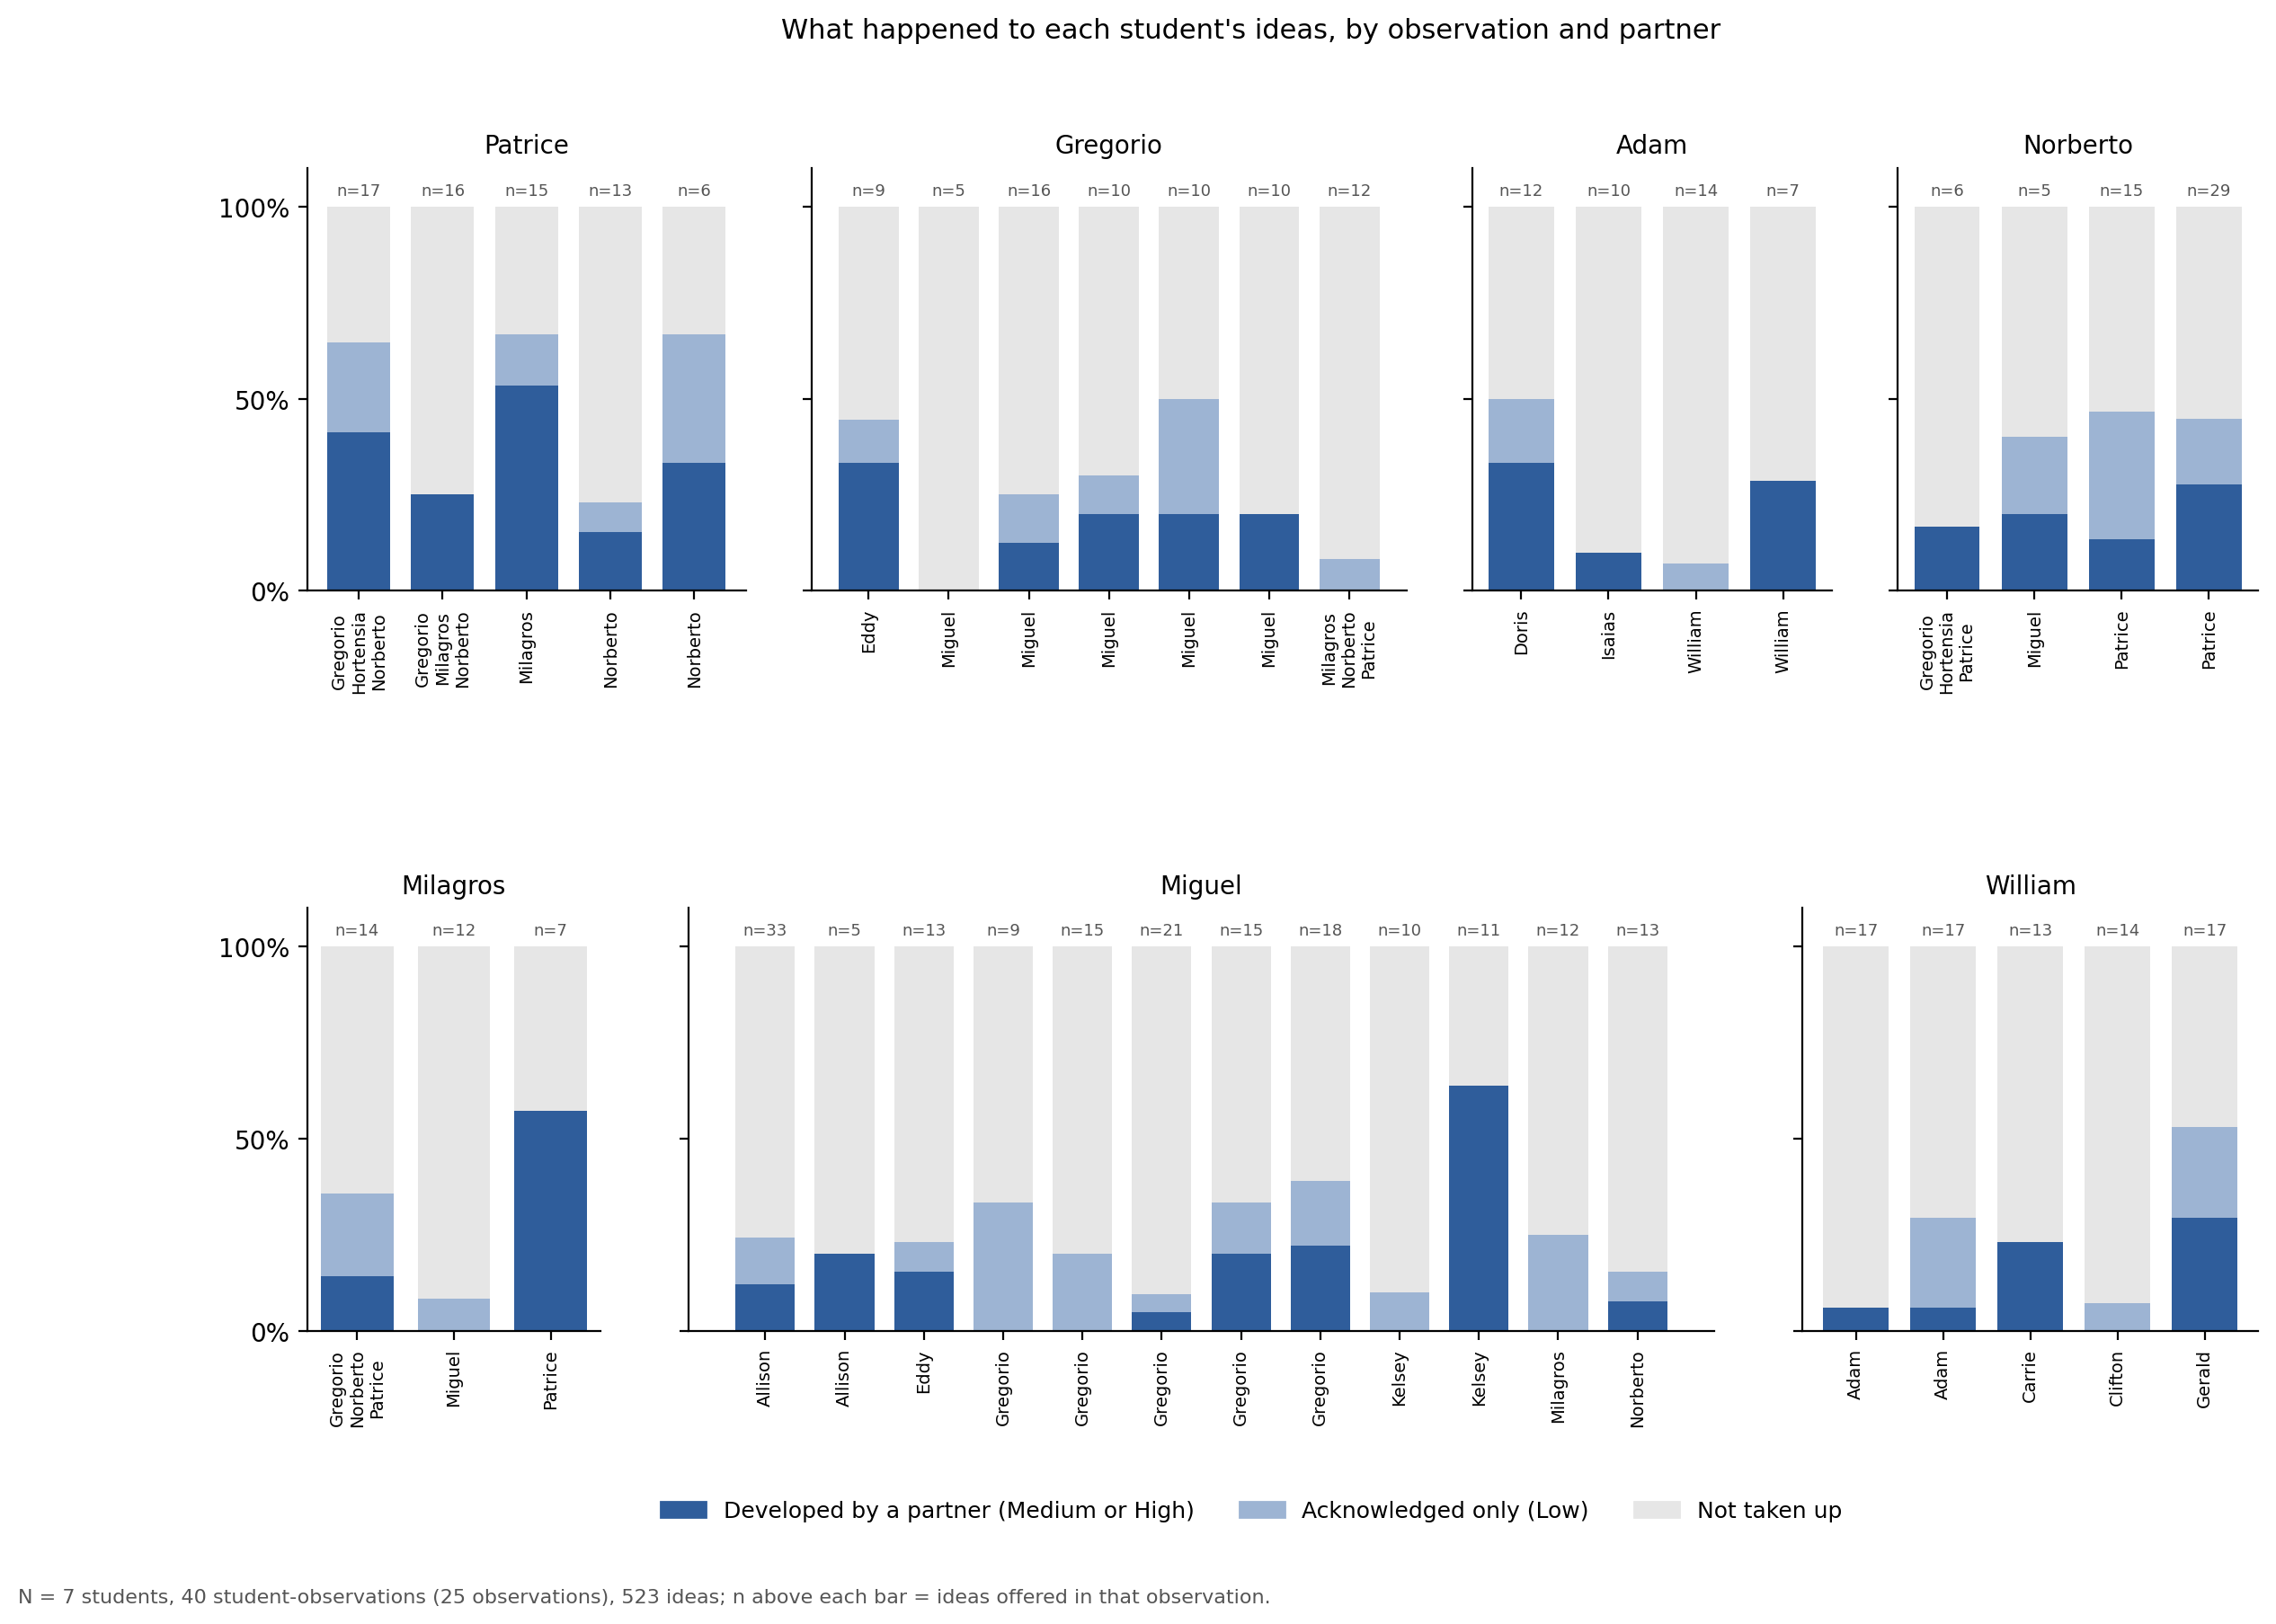 What happened to each student's ideas, by observation and partner
Patrice
n=17 n=16 n=15 n=13 n=6
100%
50%
0%
Gregorio
Hortensia
Norberto
Gregorio
Milagros
Norberto
Milagros
Norberto
Norberto
Gregorio
n=9 n=5 n=16 n=10 n=10 n=10 n=12
Eddy
Miguel
Miguel
Miguel
Miguel
Miguel
Milagros
Norberto
Patrice
Adam
n=12 n=10 n=14 n=7
Doris
Isaias
William
William
Norberto
n=6 n=5 n=15 n=29
Gregorio
Hortensia
Patrice
Miguel
Patrice
Patrice
Milagros
n=14 n=12 n=7
100%
50%
0%
Gregorio
Norberto
Patrice
Miguel
Patrice
Miguel
n=33 n=5 n=13 n=9 n=15 n=21 n=15 n=18 n=10 n=11 n=12 n=13
Allison
Allison
Eddy
Gregorio
Gregorio
Gregorio
Gregorio
Gregorio
Kelsey
Kelsey
Milagros
Norberto
William
n=17 n=17 n=13 n=14 n=17
Adam
Adam
Carrie
Clifton
Gerald
Developed by a partner (Medium or High) Acknowledged only (Low) Not taken up
N = 7 students, 40 student-observations (25 observations), 523 ideas; n above each bar = ideas offered in that observation.